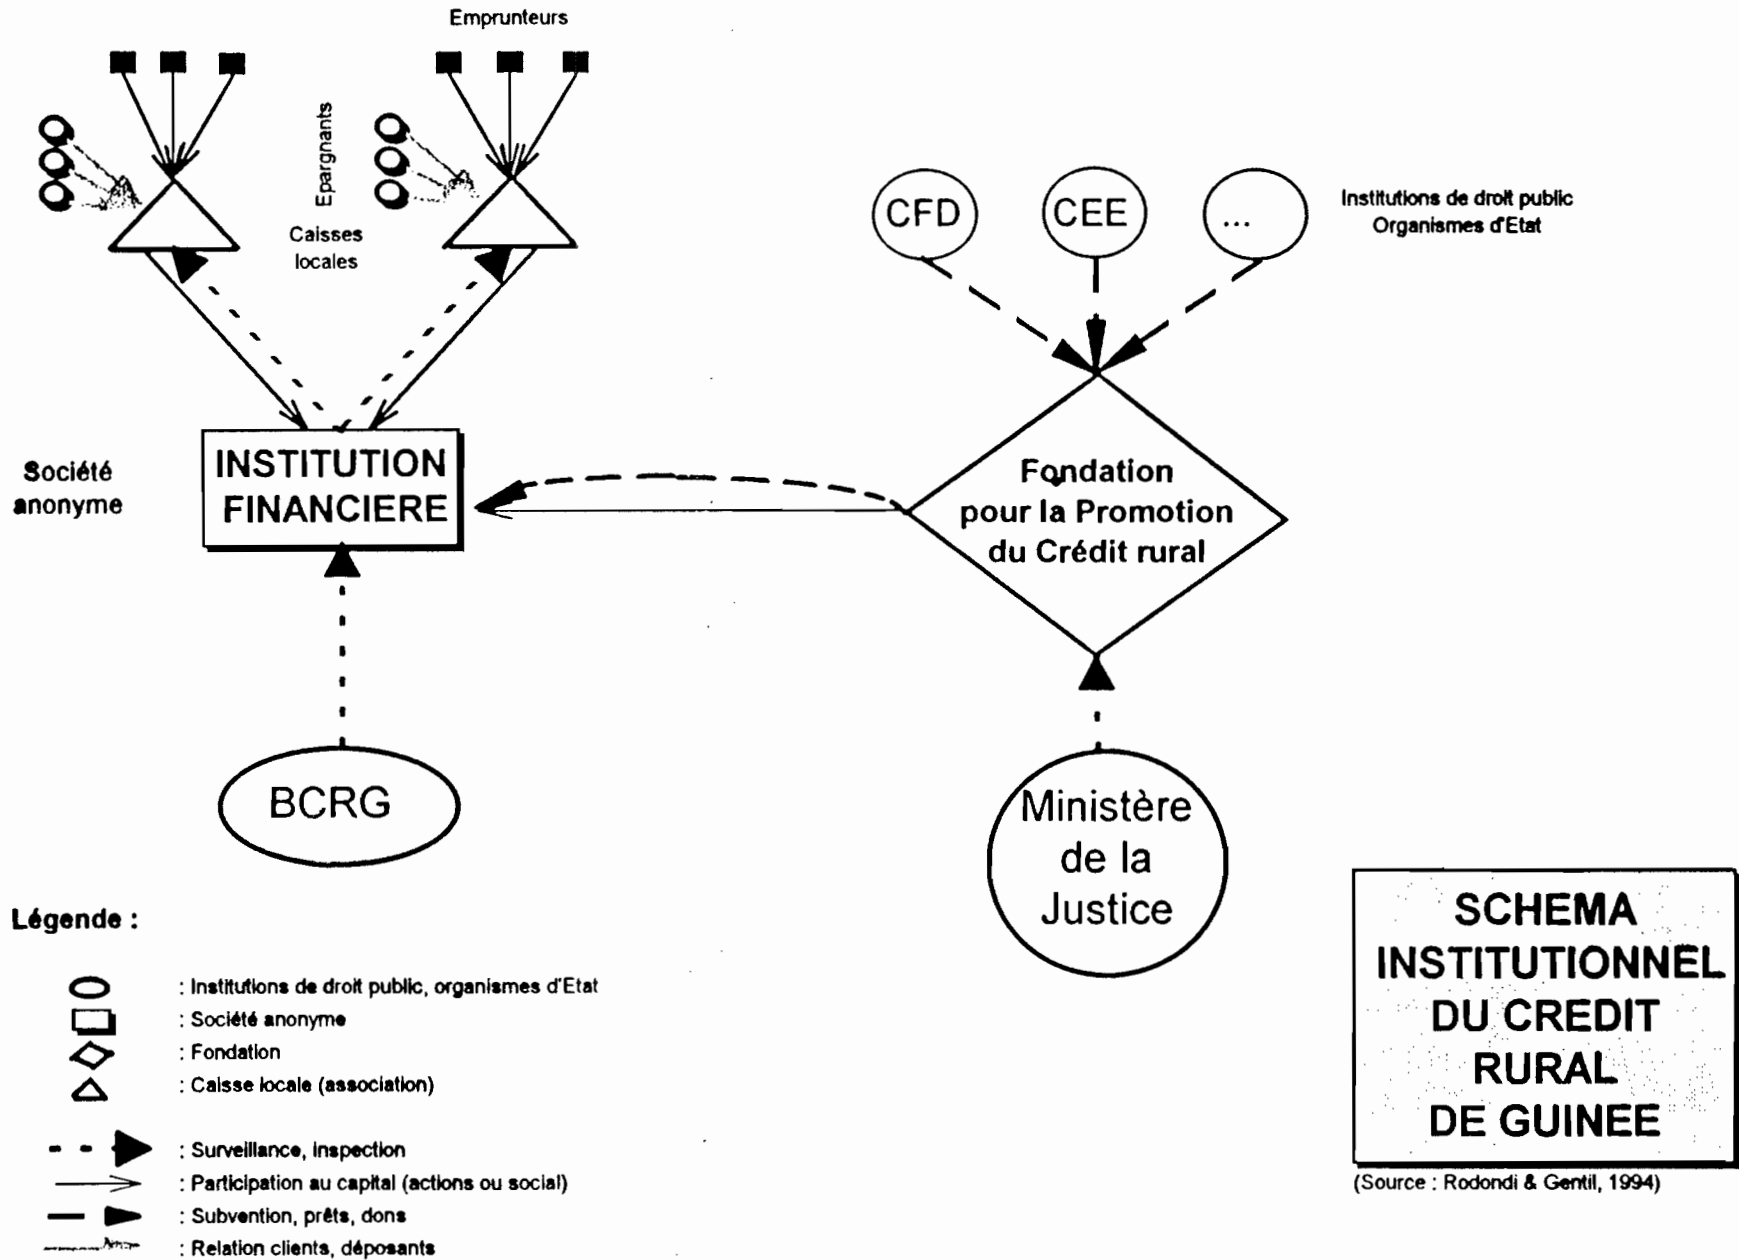 Emprunteurs
Epargnants
Caisses
locales
CFD
CEE
...
Institutions de droit public
Organismes d'Etat
Société
anonyme
INSTITUTION
FINANCIERE
Fondation
pour la Promotion
du Crédit rural
BCRG
Ministère
de la
Justice
Légende :
: Institutions de droit public, organismes d'Etat
: Société anonyme
: Fondation
: Caisse locale (association)
: Surveillance, inspection
: Participation au capital (actions ou social)
: Subvention, prêts, dons
: Relation clients, déposants
SCHEMA
INSTITUTIONNEL
DU CREDIT
RURAL
DE GUINEE
(Source : Rodondi & Gentil, 1994)